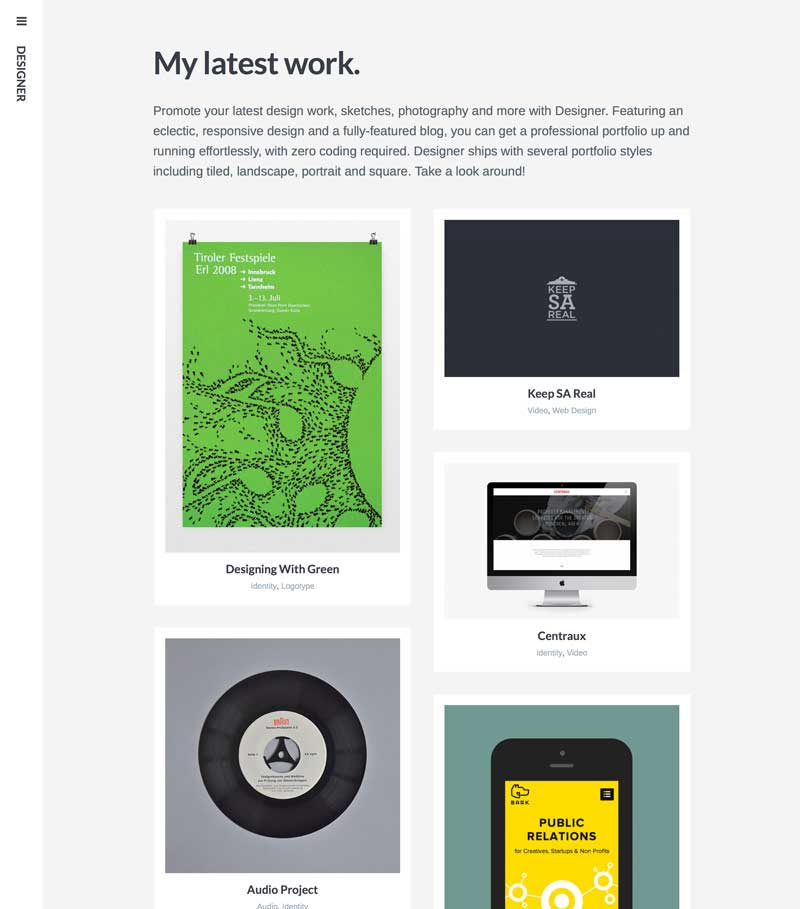 DESIGNER
My latest work.
Promote your latest design work, sketches, photography and more with Designer. Featuring an
eclectic, responsive design and a fully-featured blog, you can get a professional portfolio up and
running effortlessly, with zero coding required. Designer ships with several portfolio styles
including tiled, landscape, portrait and square. Take a look around!
Tiroler Festspiele
Erl 2008 → Innsbruck
→ Lienz
→ Tannheim
3.–13. Juli
Designing With Green
Identity, Logotype
KEEP
SA
REAL
Keep SA Real
Video, Web Design
CENTRAUX
Centraux
Identity, Video
BRAUN
Audio Project
Audio, Identity
BARK
PUBLIC
RELATIONS
for Creatives, Startups & Non Profits